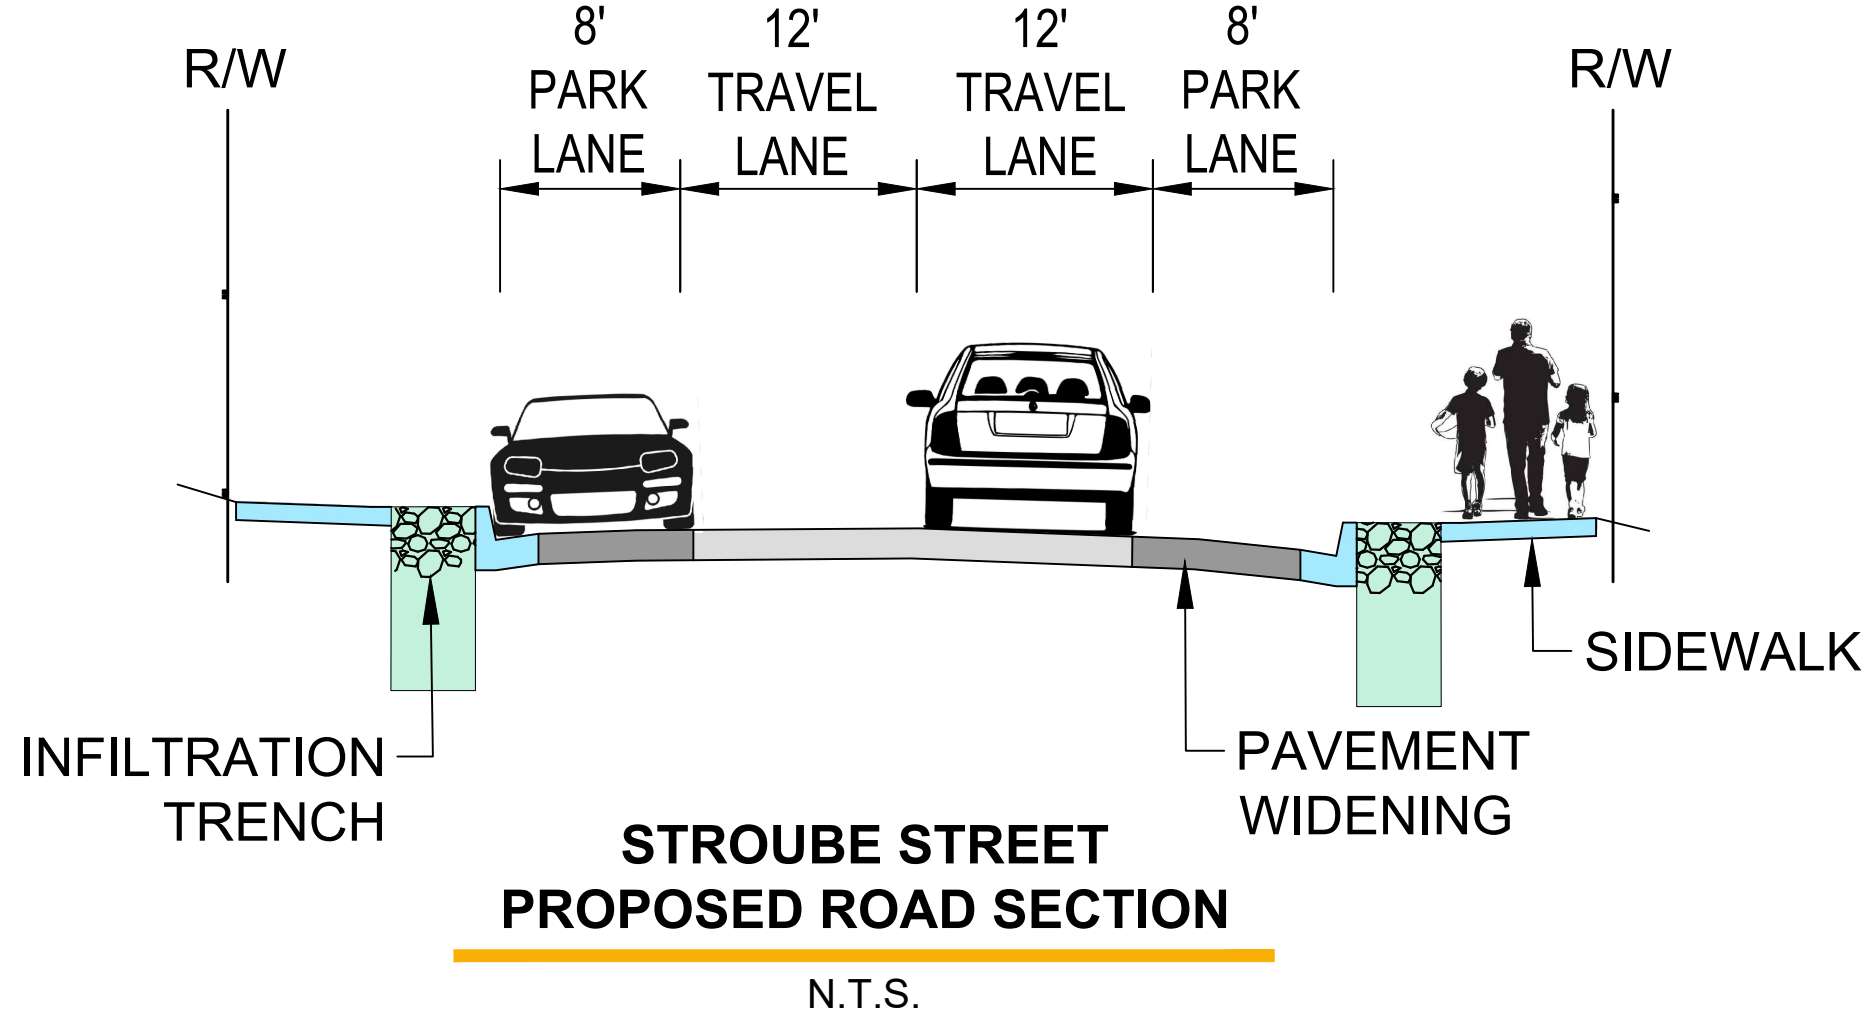 R/W
8'
PARK
LANE
12'
TRAVEL
LANE
12'
TRAVEL
LANE
8'
PARK
LANE
R/W
SIDEWALK
INFILTRATION
TRENCH
PAVEMENT
WIDENING
STROUBE STREET
PROPOSED ROAD SECTION
N.T.S.